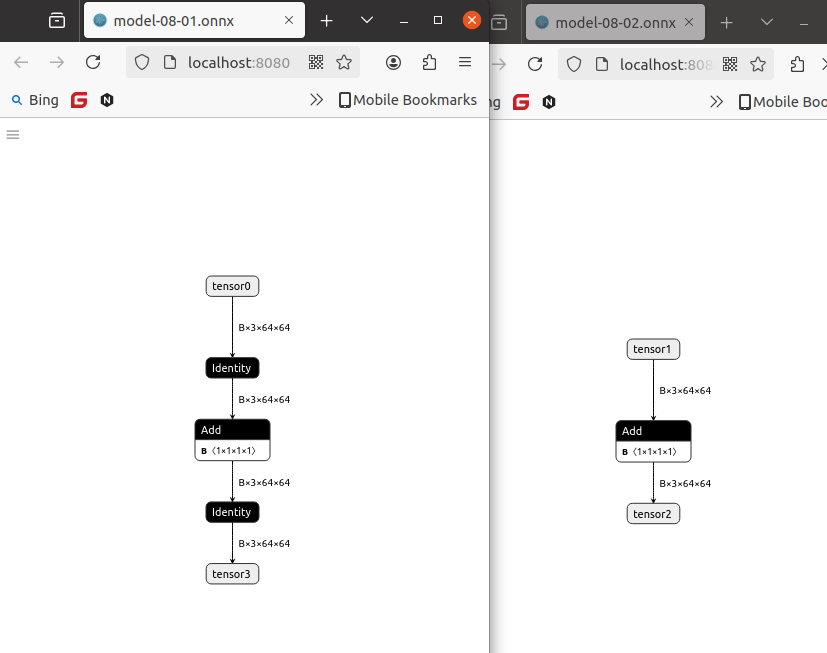 model-08-01.onnx
localhost:8080
Bing
Mobile Bookmarks
tensor0
B×3×64×64
Identity
B×3×64×64
Add
B 〈1×1×1×1〉
B×3×64×64
Identity
B×3×64×64
tensor3
model-08-02.onnx
localhost:808
ng
Mobile Boo
tensor1
B×3×64×64
Add
B 〈1×1×1×1〉
B×3×64×64
tensor2